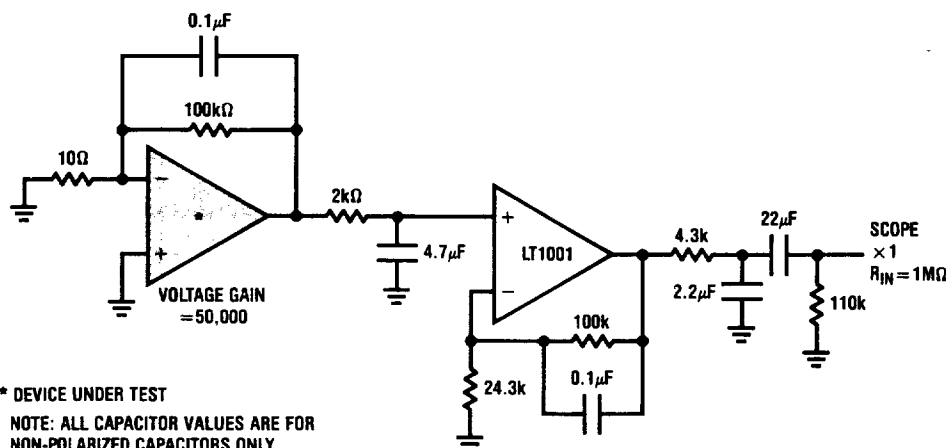 0.1µF
100kΩ
10Ω
−
*
+
VOLTAGE GAIN
=50,000
2kΩ
4.7µF
+
LT1001
−
4.3k
22µF
SCOPE
×1
R_IN=1MΩ
2.2µF
110k
100k
0.1µF
24.3k
* DEVICE UNDER TEST
NOTE: ALL CAPACITOR VALUES ARE FOR
NON-POLARIZED CAPACITORS ONLY